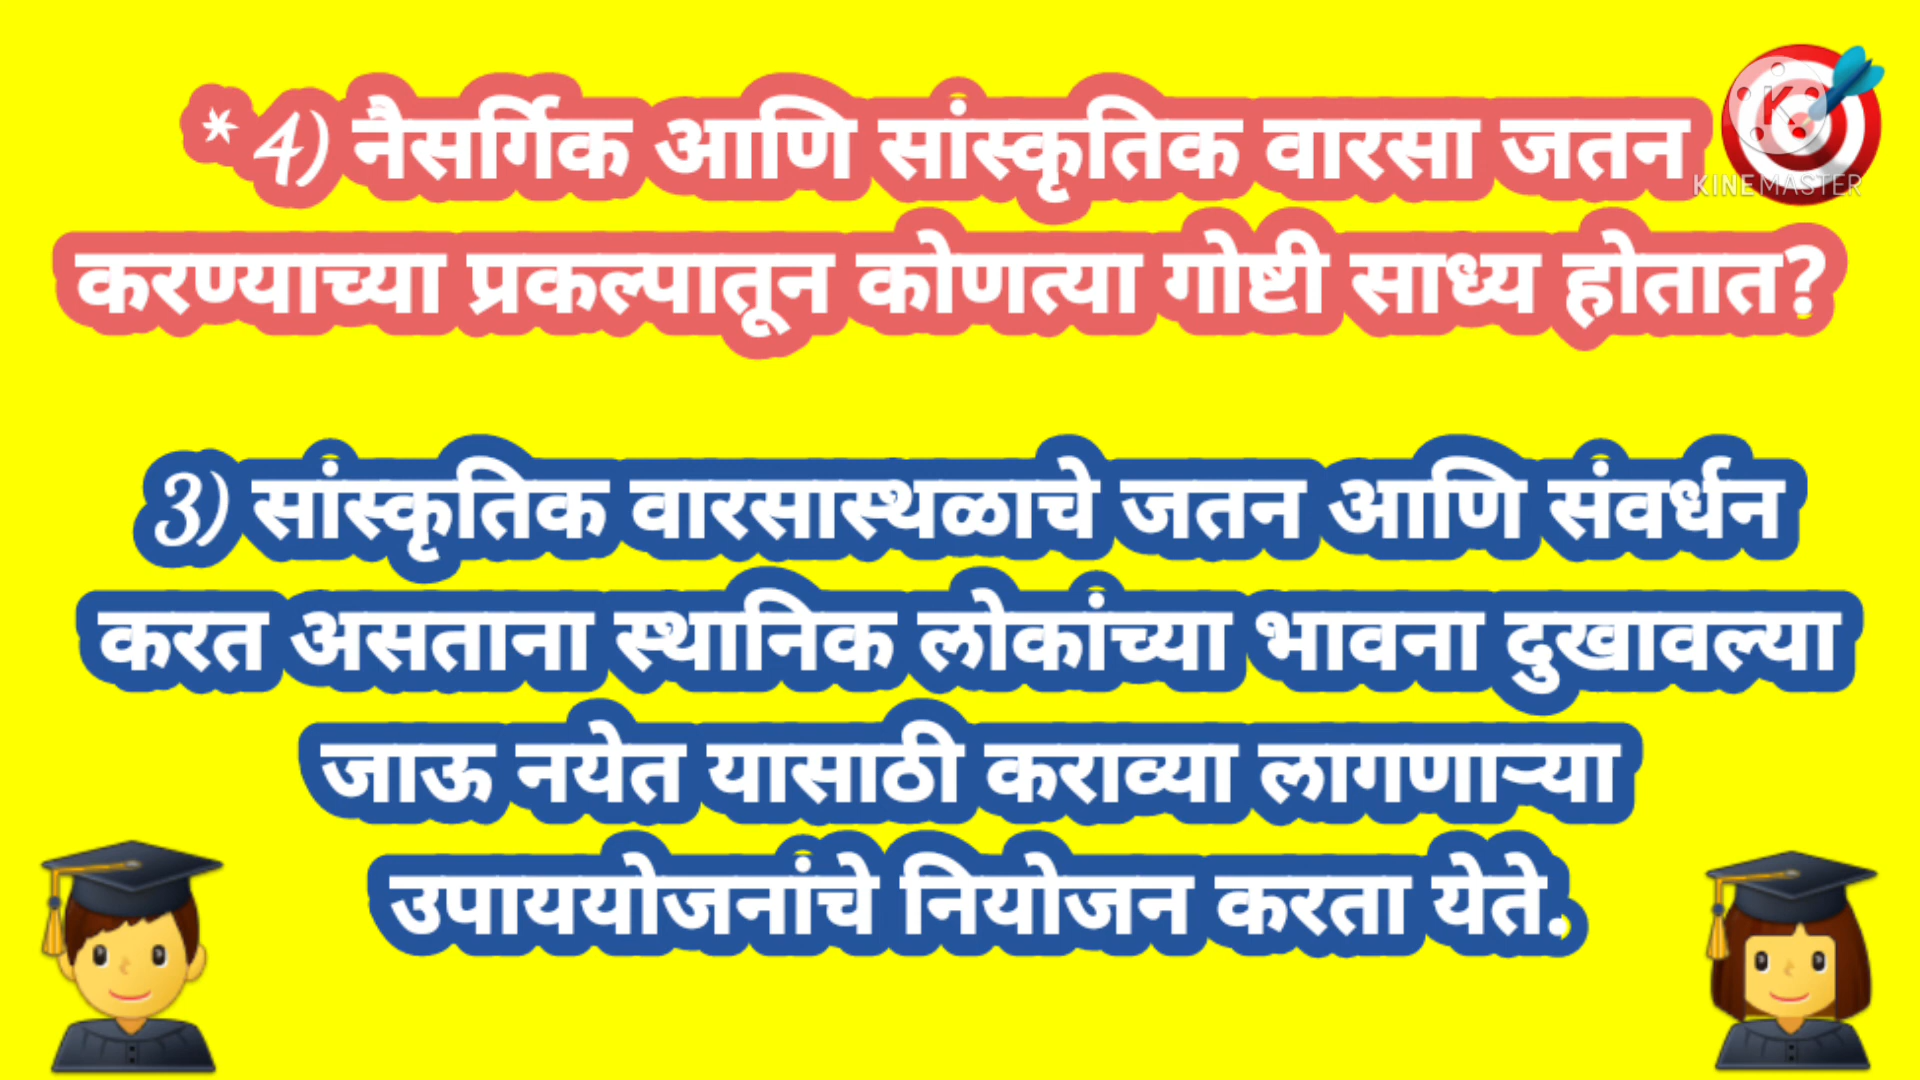 * 4) नैसर्गिक आणि सांस्कृतिक वारसा जतन
करण्याच्या प्रकल्पातून कोणत्या गोष्टी साध्य होतात?
KINEMASTER
3) सांस्कृतिक वारसास्थळाचे जतन आणि संवर्धन
करत असताना स्थानिक लोकांच्या भावना दुखावल्या
जाऊ नयेत यासाठी कराव्या लागणाऱ्या
उपाययोजनांचे नियोजन करता येते.